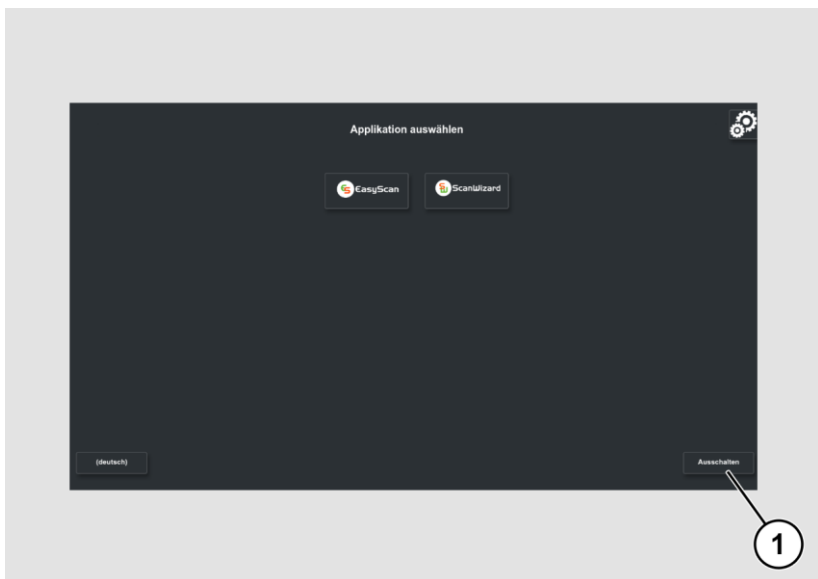 Applikation auswählen
EasyScan
ScanWizard
(deutsch)
Ausschalten
1